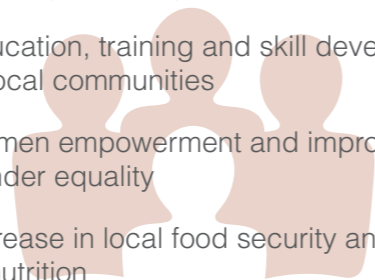 ucation, training and skill deve
ocal communities
men empowerment and impro
nder equality
rease in local food security an
utrition